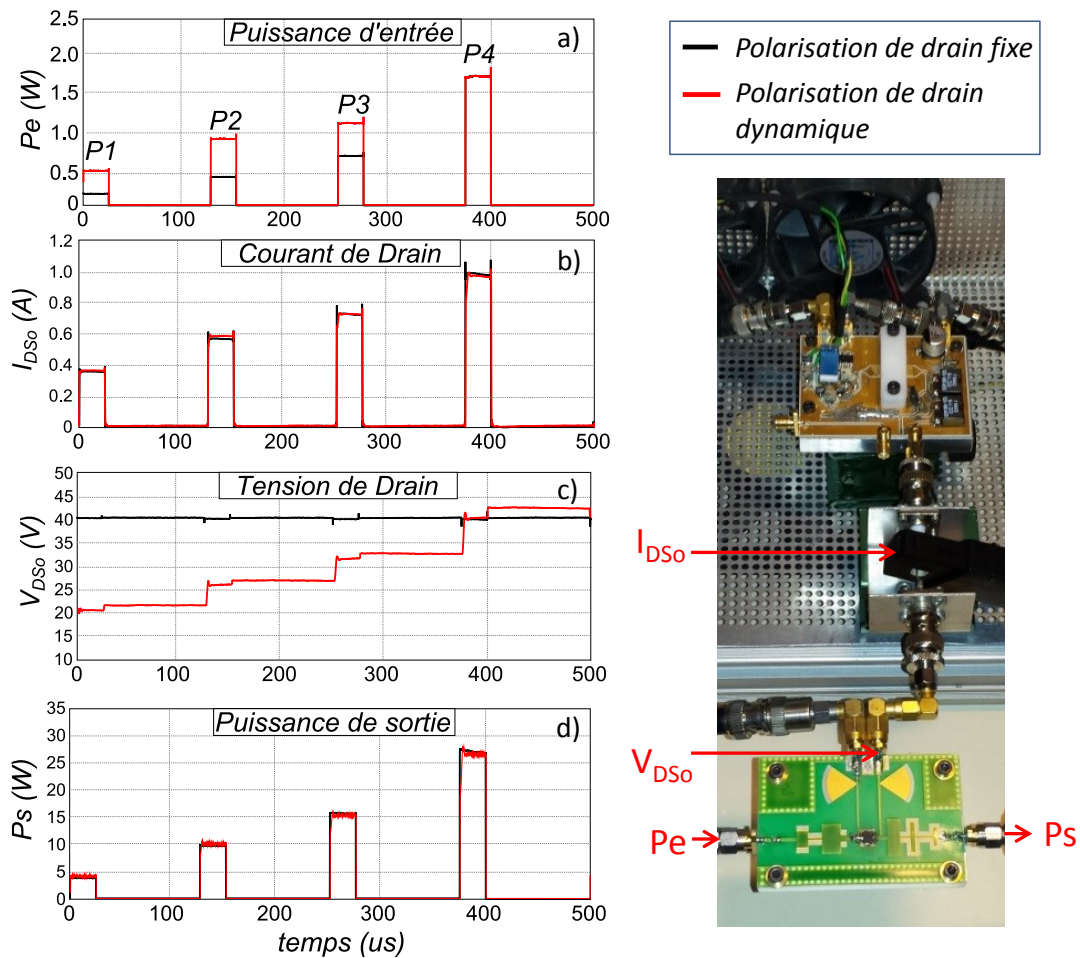 Puissance d'entrée
a)
Pe (W)
2.5
2.0
1.5
1.0
0.5
0
P1
P2
P3
P4
0 100 200 300 400 500
Courant de Drain
b)
I_DSo (A)
1.2
1.0
0.8
0.6
0.4
0.2
0
0 100 200 300 400 500
Tension de Drain
c)
V_DSo (V)
50
45
40
35
30
25
20
15
10
0 100 200 300 400 500
Puissance de sortie
d)
Ps (W)
35
30
25
20
15
10
5
0
0 100 200 300 400 500
temps (us)
Polarisation de drain fixe
Polarisation de drain
dynamique
I_DSo
V_DSo
Pe
Ps